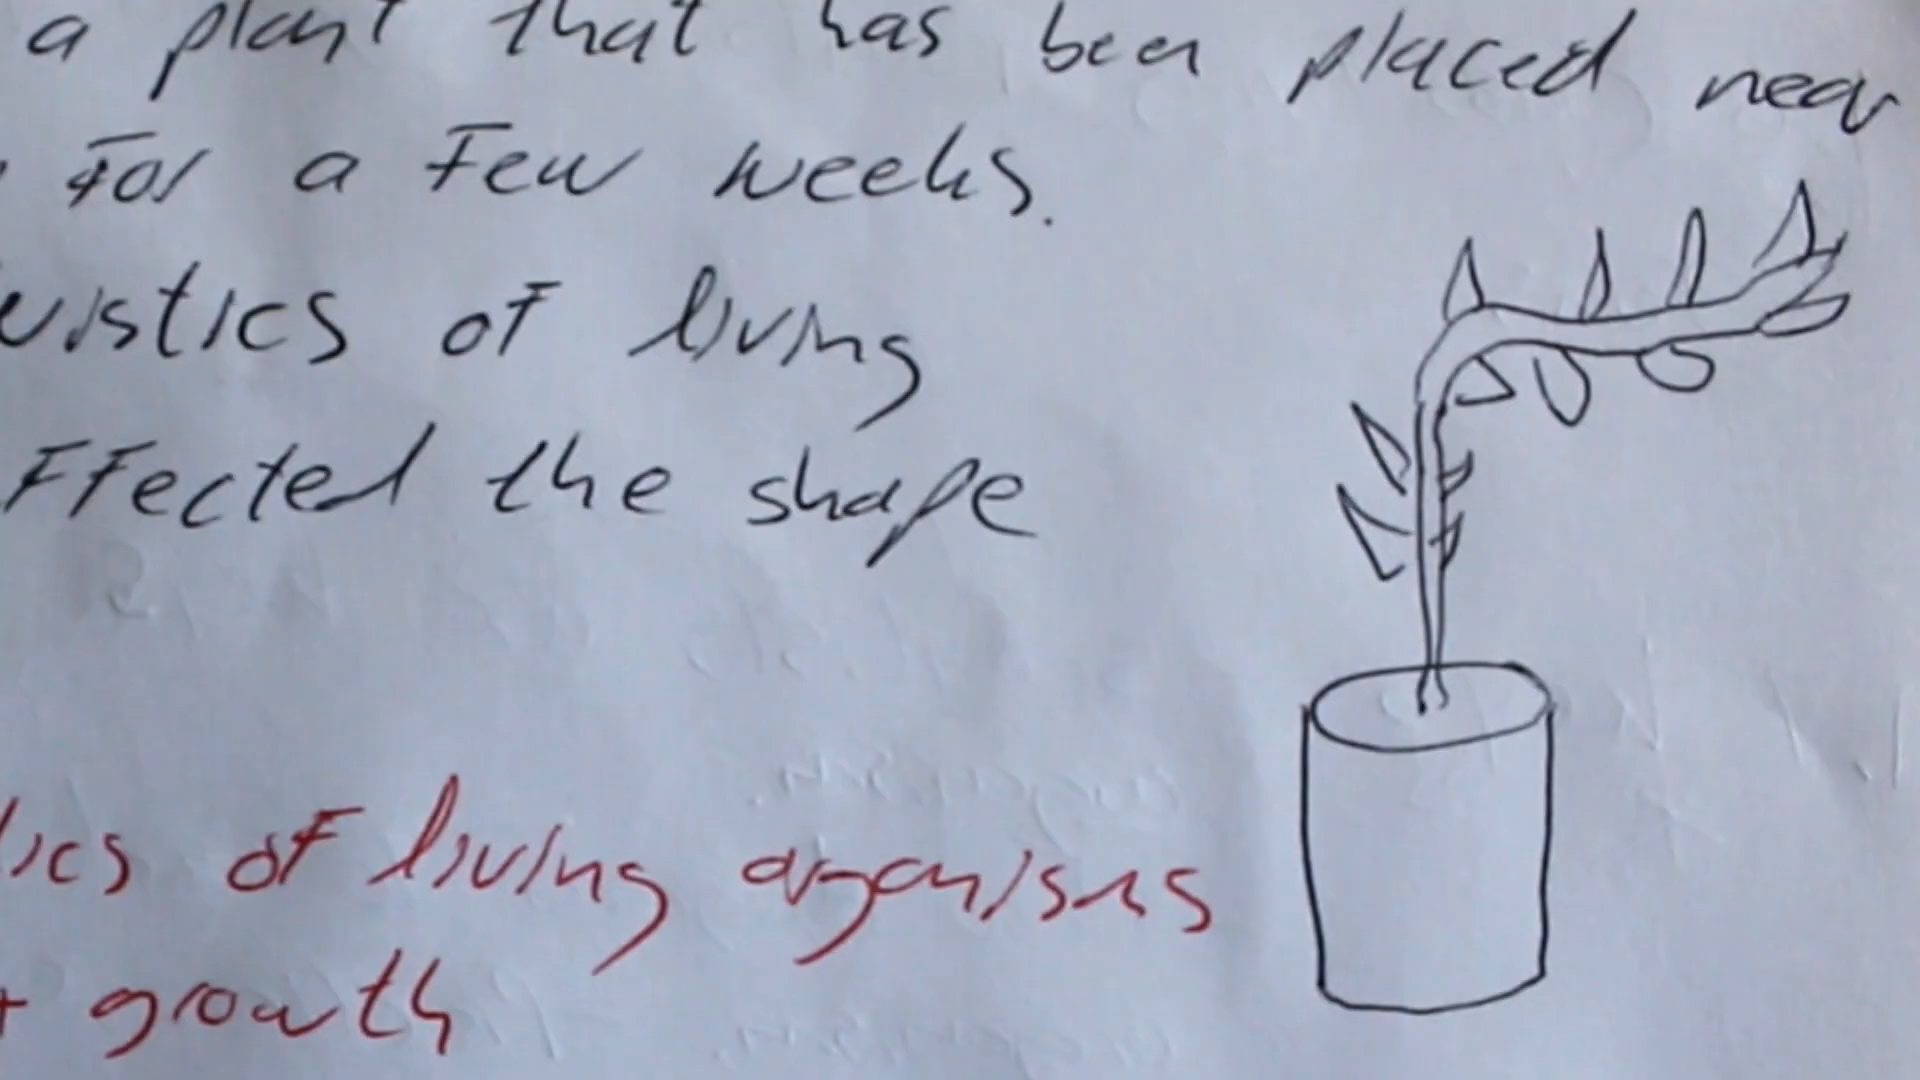 a plant that has been placed near
for a few weeks.
ristics of living
ffected the shape
tics of living organisms
+ growth